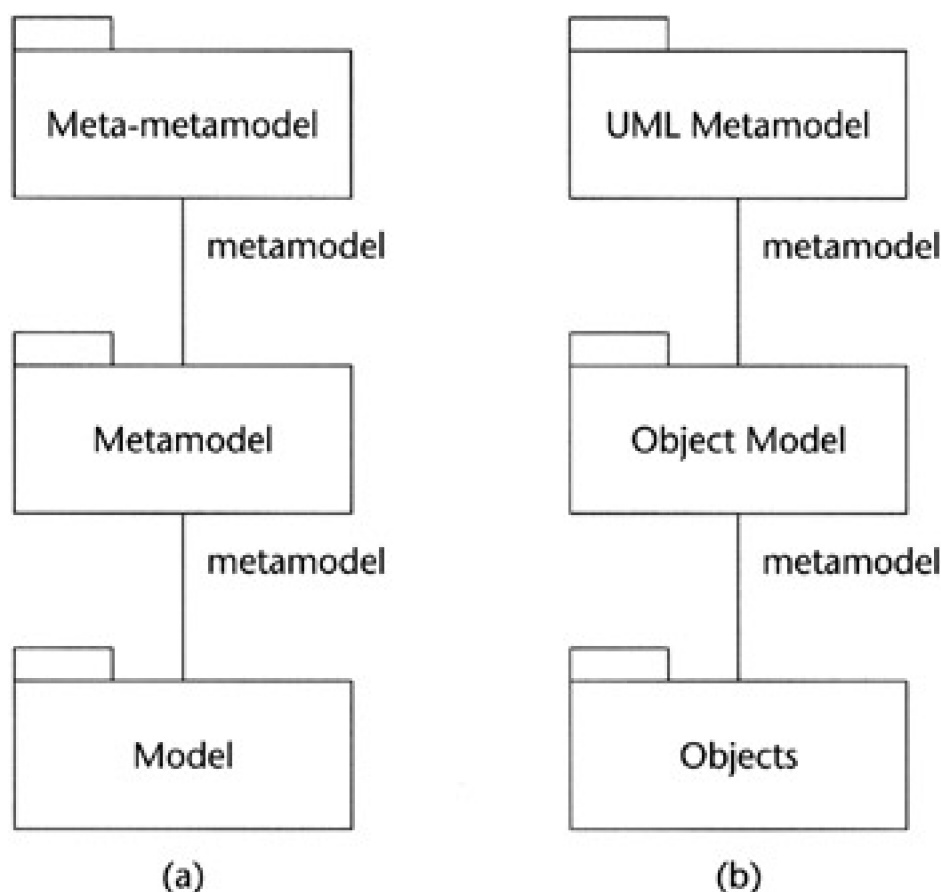 Meta-metamodel
metamodel
Metamodel
metamodel
Model
(a)
UML Metamodel
metamodel
Object Model
metamodel
Objects
(b)